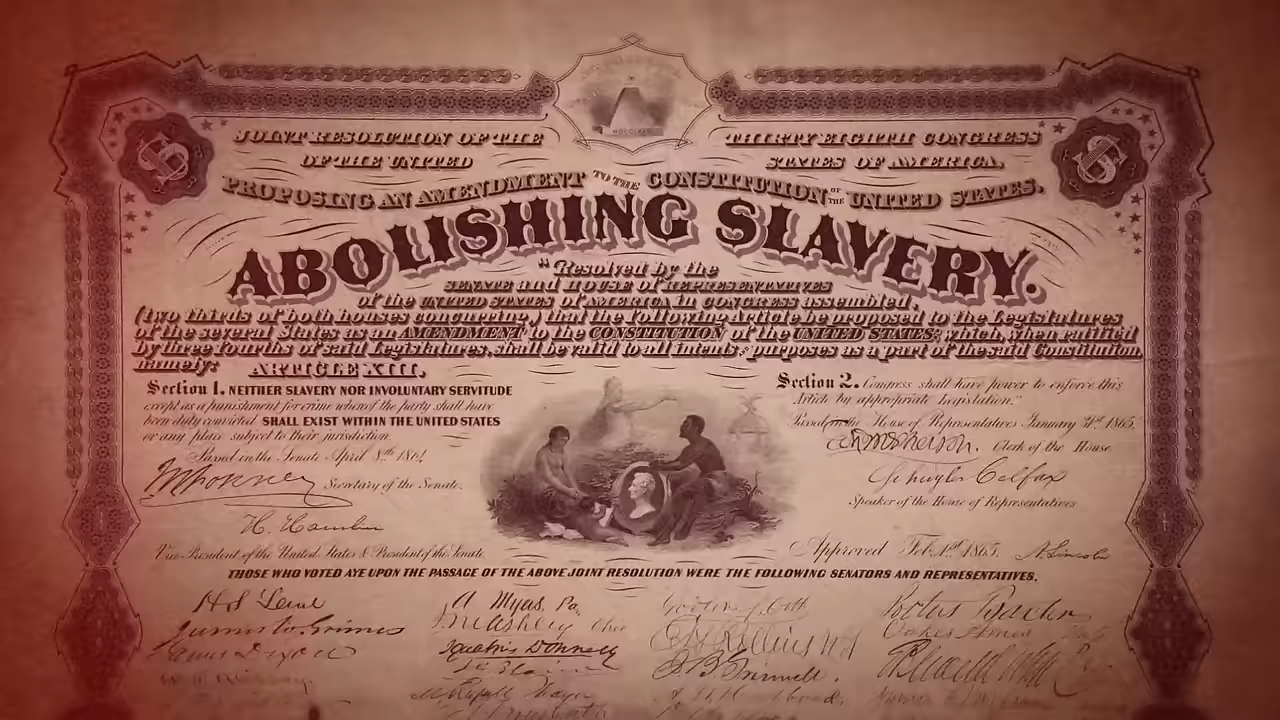 JOINT RESOLUTION OF THE THIRTY EIGHTH CONGRESS
OF THE UNITED STATES OF AMERICA,
PROPOSING AN AMENDMENT TO THE CONSTITUTION OF THE UNITED STATES,
ABOLISHING SLAVERY.
"Resolved by the
SENATE and HOUSE of REPRESENTATIVES
of the UNITED STATES of AMERICA in CONGRESS assembled,
(two thirds of both houses concurring,) that the following Article be proposed to the Legislatures
of the several States as an AMENDMENT to the CONSTITUTION of the UNITED STATES; which, when ratified
by three fourths of said Legislatures, shall be valid to all intents & purposes as a part of the said Constitution,
namely: ARTICLE XIII,
Section 1. NEITHER SLAVERY NOR INVOLUNTARY SERVITUDE
except as a punishment for crime whereof the party shall have
been duly convicted SHALL EXIST WITHIN THE UNITED STATES
or any place subject to their jurisdiction.
Passed in the Senate April 8th 1864
Secretary of the Senate.
H. Hamlin
Vice-President of the United States & President of the Senate.
Section 2. Congress shall have power to enforce this
Article by appropriate Legislation."
Passed in the House of Representatives January 31st 1865.
Clerk of the House
Schuyler Colfax
Speaker of the House of Representatives
Approved Feb. 1st 1865. A. Lincoln
THOSE WHO VOTED AYE UPON THE PASSAGE OF THE ABOVE JOINT RESOLUTION WERE THE FOLLOWING SENATORS AND REPRESENTATIVES.
A Myers, Pa.
Ignatius Donnelly
James Dixon